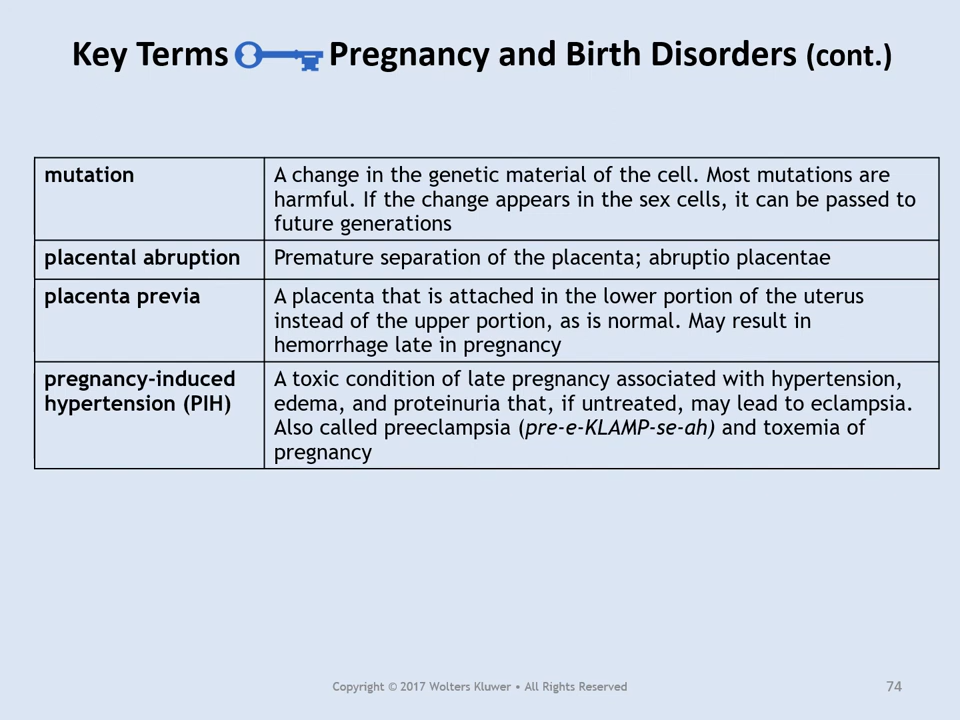 Key Terms Pregnancy and Birth Disorders (cont.)
mutation
A change in the genetic material of the cell. Most mutations are
harmful. If the change appears in the sex cells, it can be passed to
future generations
placental abruption
Premature separation of the placenta; abruptio placentae
placenta previa
A placenta that is attached in the lower portion of the uterus
instead of the upper portion, as is normal. May result in
hemorrhage late in pregnancy
pregnancy-induced
hypertension (PIH)
A toxic condition of late pregnancy associated with hypertension,
edema, and proteinuria that, if untreated, may lead to eclampsia.
Also called preeclampsia (pre-e-KLAMP-se-ah) and toxemia of
pregnancy
Copyright © 2017 Wolters Kluwer • All Rights Reserved
74